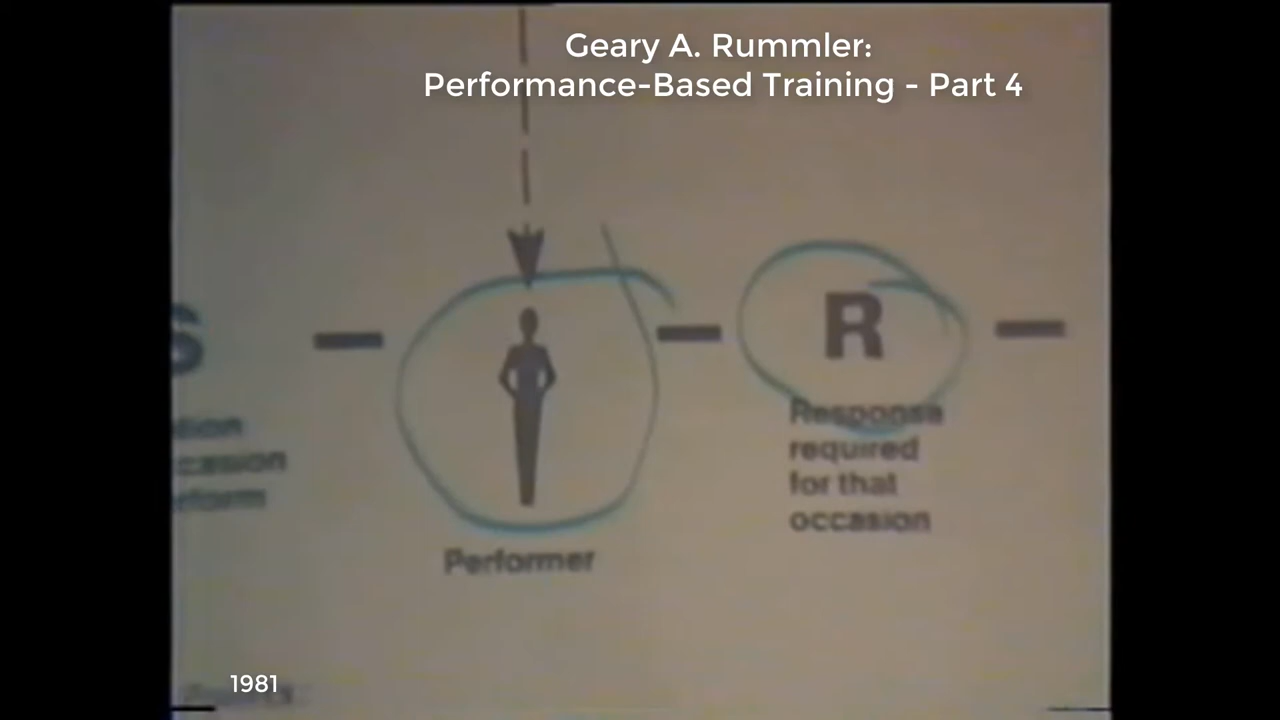 Geary A. Rummler:
Performance-Based Training - Part 4
S
R
Response
required
for that
occasion
Performer
1981